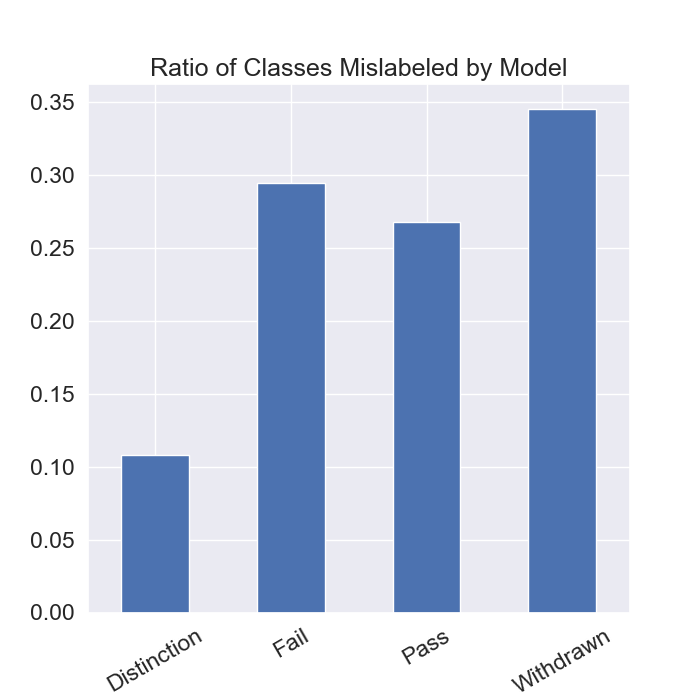 Ratio of Classes Mislabeled by Model
0.35
0.30
0.25
0.20
0.15
0.10
0.05
0.00
Distinction
Fail
Pass
Withdrawn